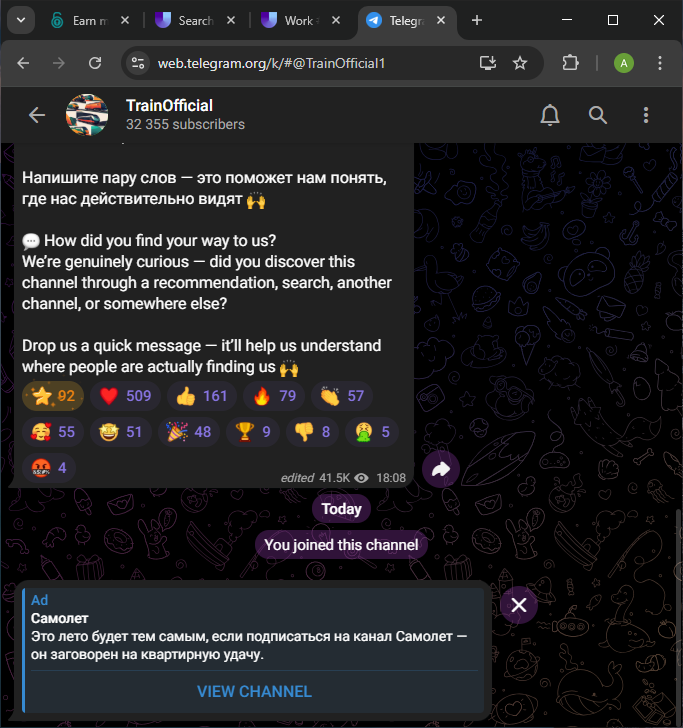 Earn m
Search
Work
Telegr
web.telegram.org/k/#@TrainOfficial1
A
TrainOfficial
32 355 subscribers
Напишите пару слов — это поможет нам понять,
где нас действительно видят 🙌
💬 How did you find your way to us?
We're genuinely curious — did you discover this
channel through a recommendation, search, another
channel, or somewhere else?
Drop us a quick message — it'll help us understand
where people are actually finding us 🙌
⭐ 92 ❤️ 509 👍 161 🔥 79 👏 57
🥰 55 🤩 51 🎉 48 🏆 9 👎 8 🤮 5
🤬 4
edited 41.5K 18:08
Today
You joined this channel
Ad
Самолет
Это лето будет тем самым, если подписаться на канал Самолет —
он заговорен на квартирную удачу.
VIEW CHANNEL